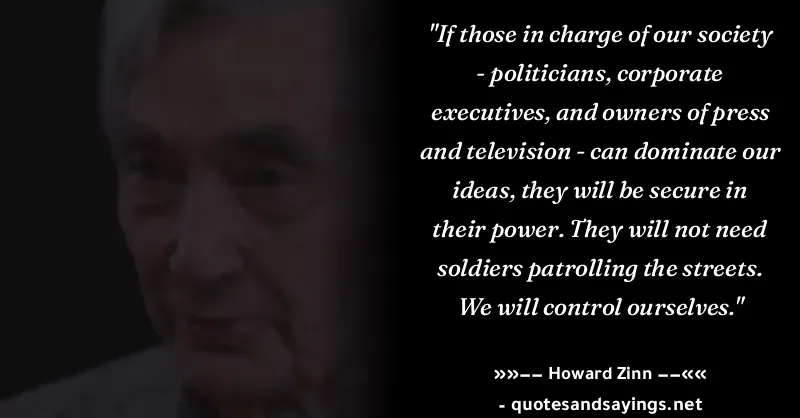 "If those in charge of our society
- politicians, corporate
executives, and owners of press
and television - can dominate our
ideas, they will be secure in
their power. They will not need
soldiers patrolling the streets.
We will control ourselves."
»»−− Howard Zinn −−««
- quotesandsayings.net